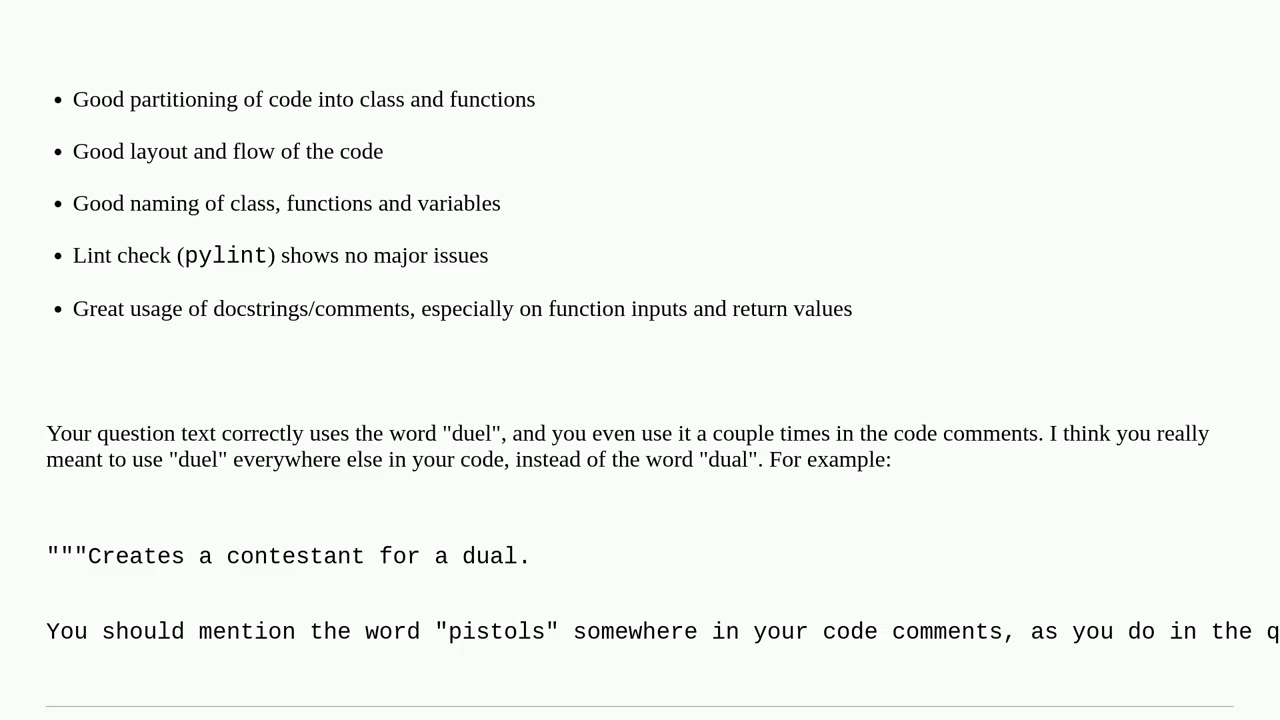 Good partitioning of code into class and functions
Good layout and flow of the code
Good naming of class, functions and variables
Lint check (pylint) shows no major issues
Great usage of docstrings/comments, especially on function inputs and return values
Your question text correctly uses the word "duel", and you even use it a couple times in the code comments. I think you really
meant to use "duel" everywhere else in your code, instead of the word "dual". For example:
"""Creates a contestant for a dual.
You should mention the word "pistols" somewhere in your code comments, as you do in the